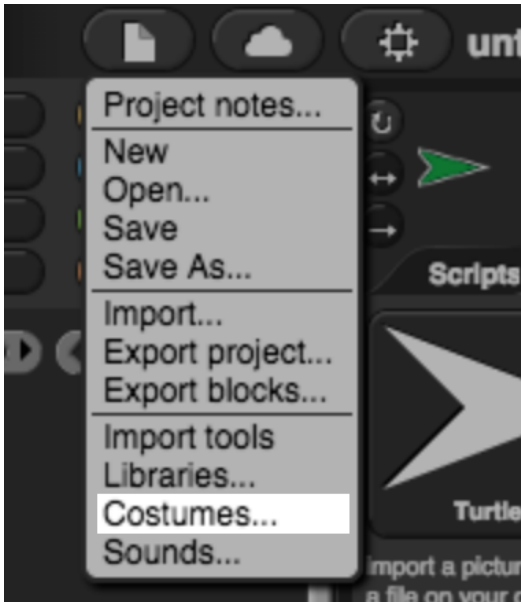 unt
Project notes...
New
Open...
Save
Save As...
Scripts
Import...
Export project...
Export blocks...
Import tools
Libraries...
Costumes...
Turtle
Sounds...
import a pictur
a file on your